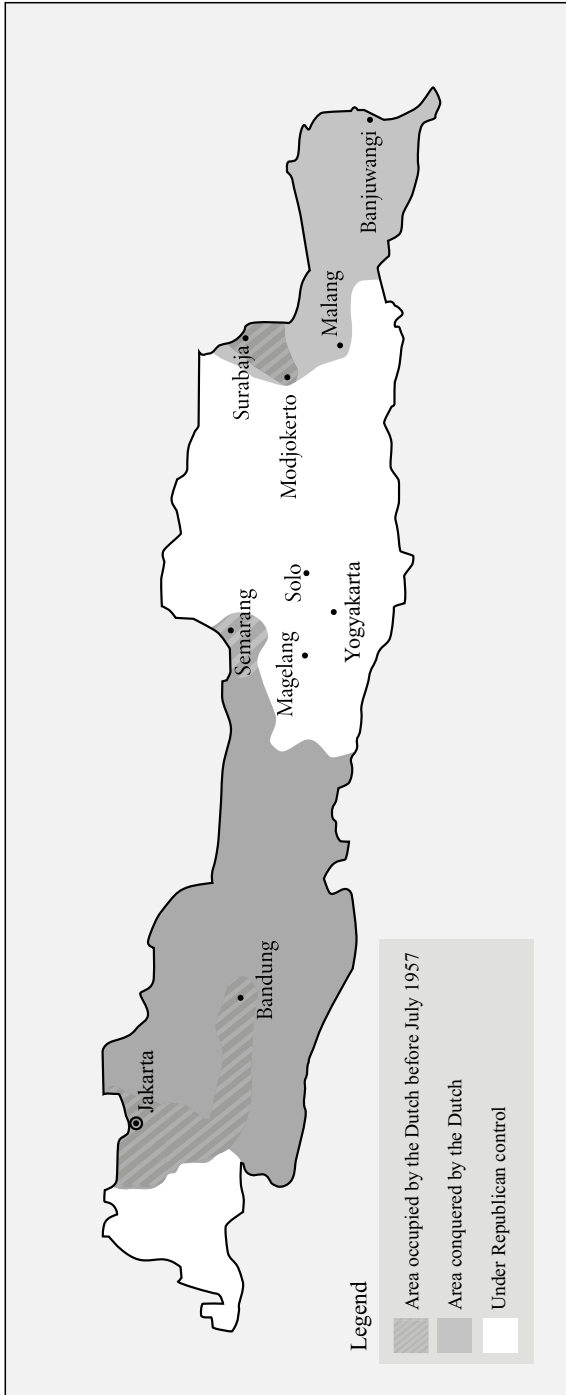 Jakarta
Bandung
Semarang
Magelang
Solo
Yogyakarta
Surabaja
Modjokerto
Malang
Banjuwangi
Legend
Area occupied by the Dutch before July 1957
Area conquered by the Dutch
Under Republican control